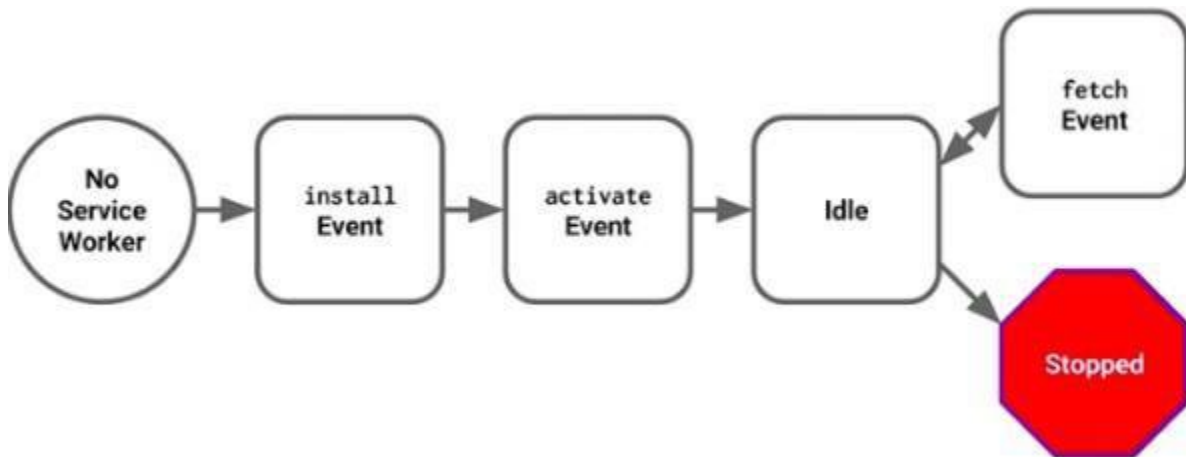 No
Service
Worker
install
Event
activate
Event
Idle
fetch
Event
Stopped